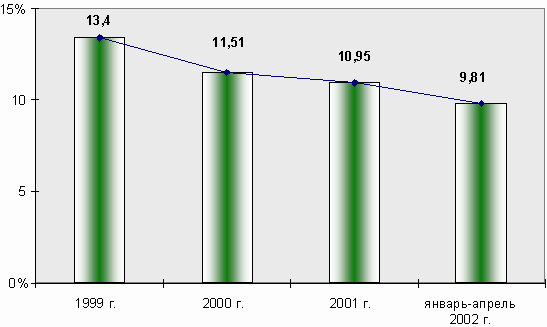 15%
13,4
11,51
10,95
9,81
10
5
0%
1999 г.
2000 г.
2001 г.
январь-апрель
2002 г.